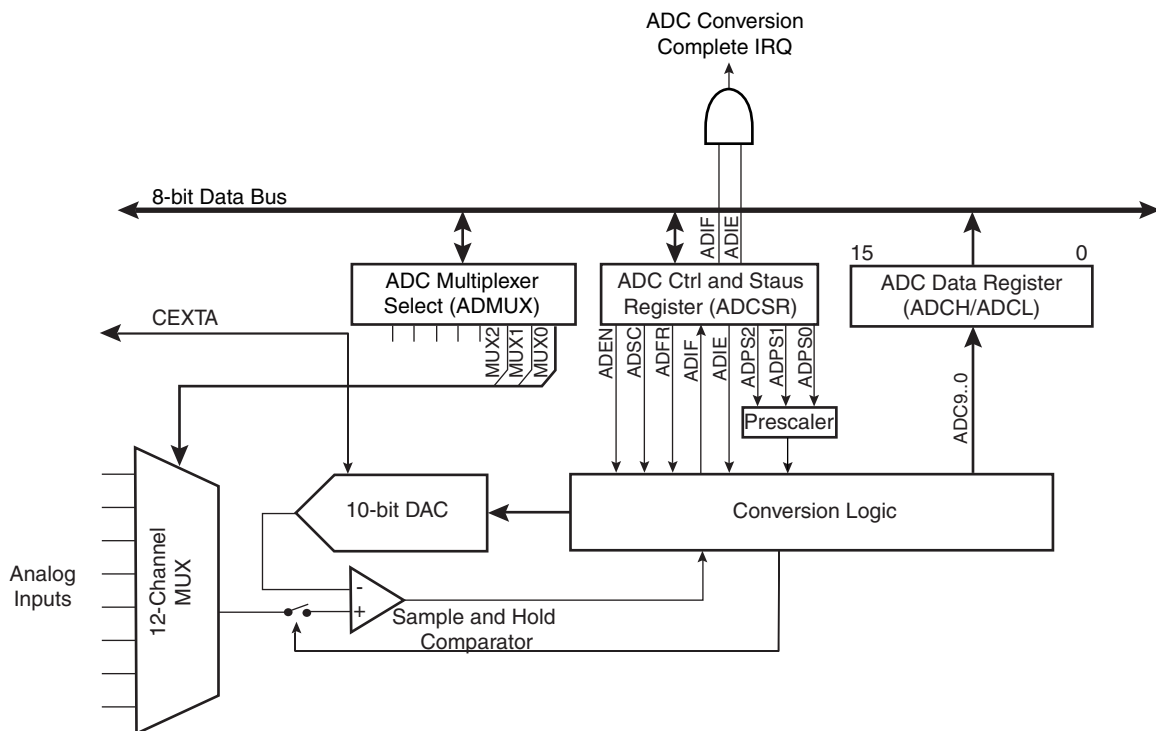 ADC Conversion
Complete IRQ
8-bit Data Bus
ADIF
ADIE
15
0
ADC Multiplexer
Select (ADMUX)
ADC Ctrl and Staus
Register (ADCSR)
ADC Data Register
(ADCH/ADCL)
CEXTA
MUX2
MUX1
MUX0
ADEN
ADSC
ADFR
ADIF
ADIE
ADPS2
ADPS1
ADPS0
Prescaler
ADC9..0
10-bit DAC
Conversion Logic
Analog
Inputs
12-Channel
MUX
-
+
Sample and Hold
Comparator